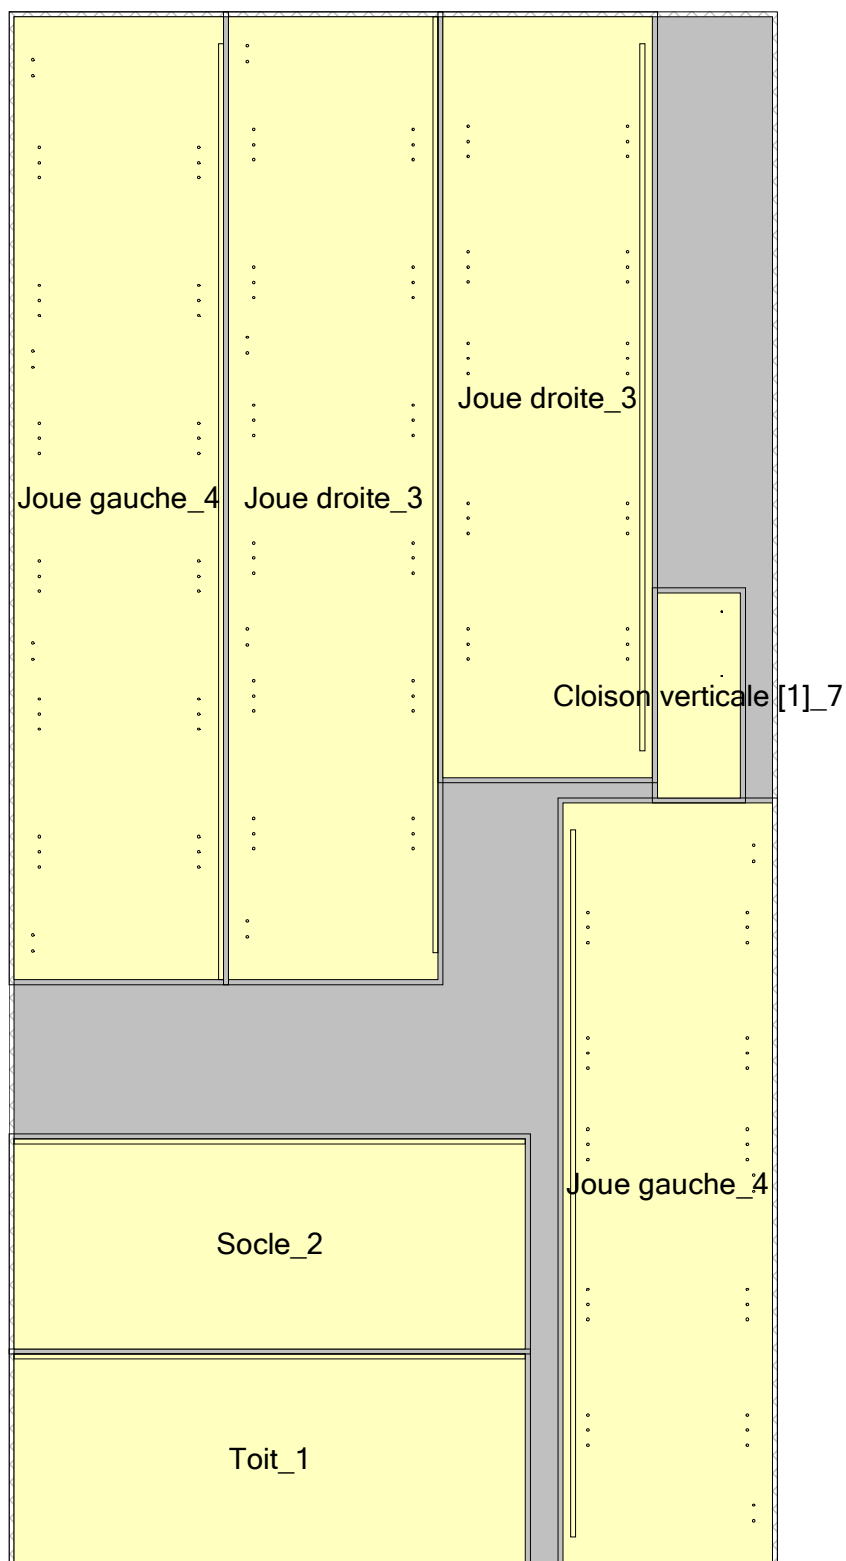 Joue droite_3
Joue gauche_4
Joue droite_3
Cloison verticale [1]_7
Joue gauche_4
Socle_2
Toit_1